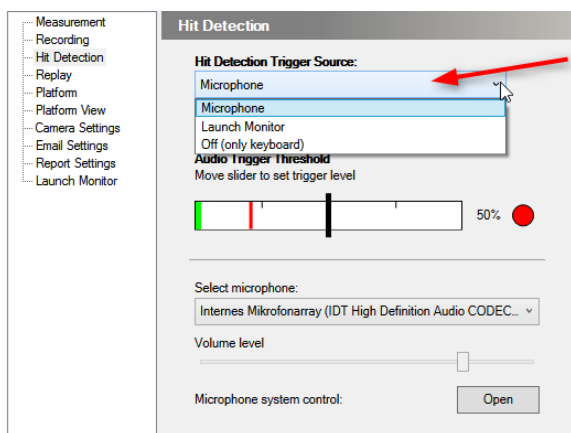 Measurement
Recording
Hit Detection
Replay
Platform
Platform View
Camera Settings
Email Settings
Report Settings
Launch Monitor
Hit Detection
Hit Detection Trigger Source:
Microphone
Microphone
Launch Monitor
Off (only keyboard)
Audio Trigger Threshold
Move slider to set trigger level
50%
Select microphone:
Internes Mikrofonarray (IDT High Definition Audio CODEC...
Volume level
Microphone system control:
Open